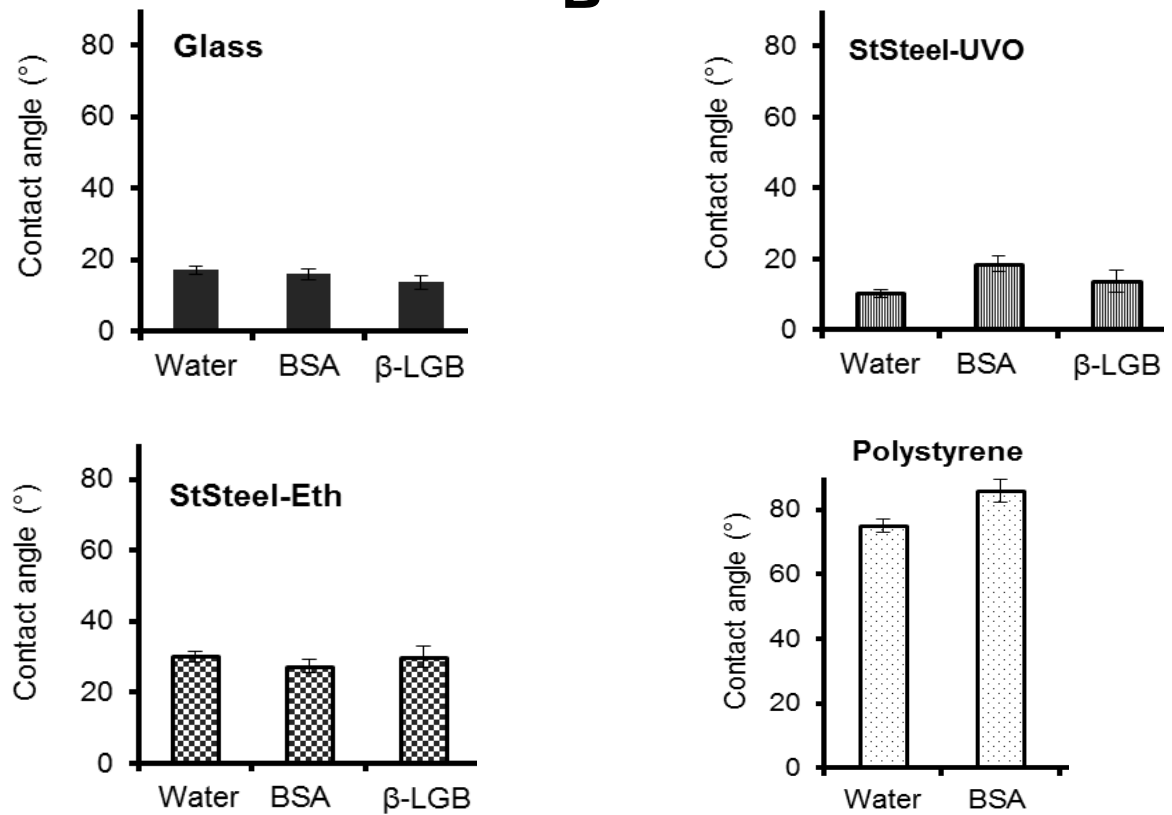 B
Glass
Contact angle (°)
80
60
40
20
0
Water BSA β-LGB
StSteel-UVO
Contact angle (°)
80
60
40
20
0
Water BSA β-LGB
StSteel-Eth
Contact angle (°)
80
60
40
20
0
Water BSA β-LGB
Polystyrene
Contact angle (°)
80
60
40
20
0
Water BSA